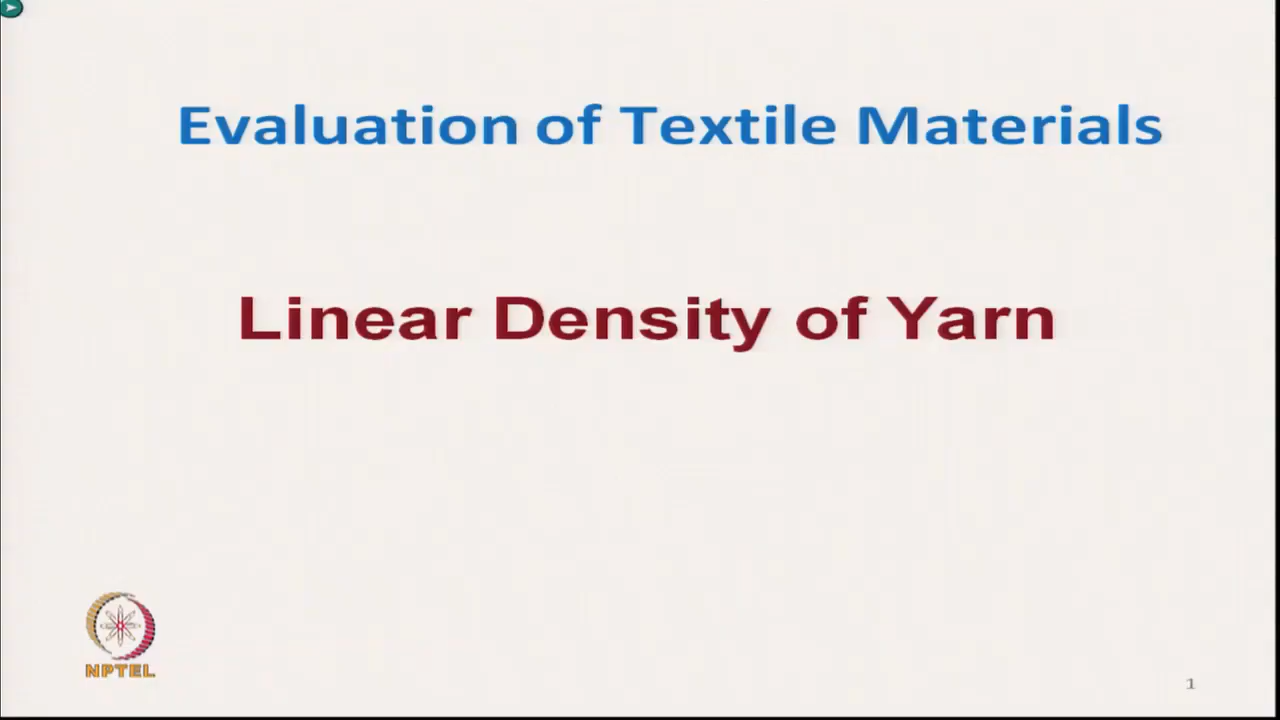 Evaluation of Textile Materials
Linear Density of Yarn
NPTEL
1